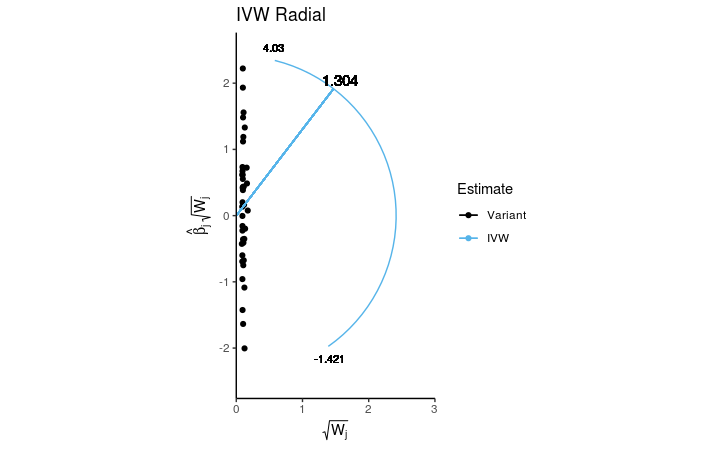 IVW Radial
4.03
1.304
2
1
0
-1
-2
β̂j√Wj
-1.421
0 1 2 3
√Wj
Estimate
Variant
IVW